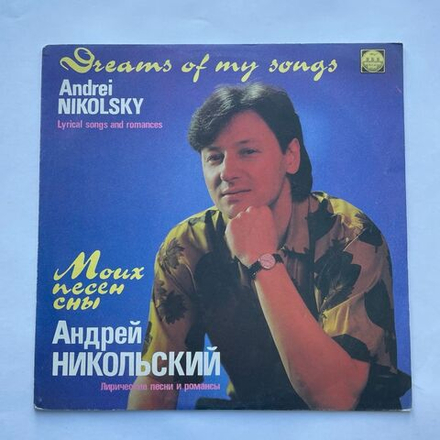 Dreams of my songs
Andrei
NIKOLSKY
Lyrical songs and romances
Моих
песен
сны
Андрей
НИКОЛЬСКИЙ
Лирические песни и романсы